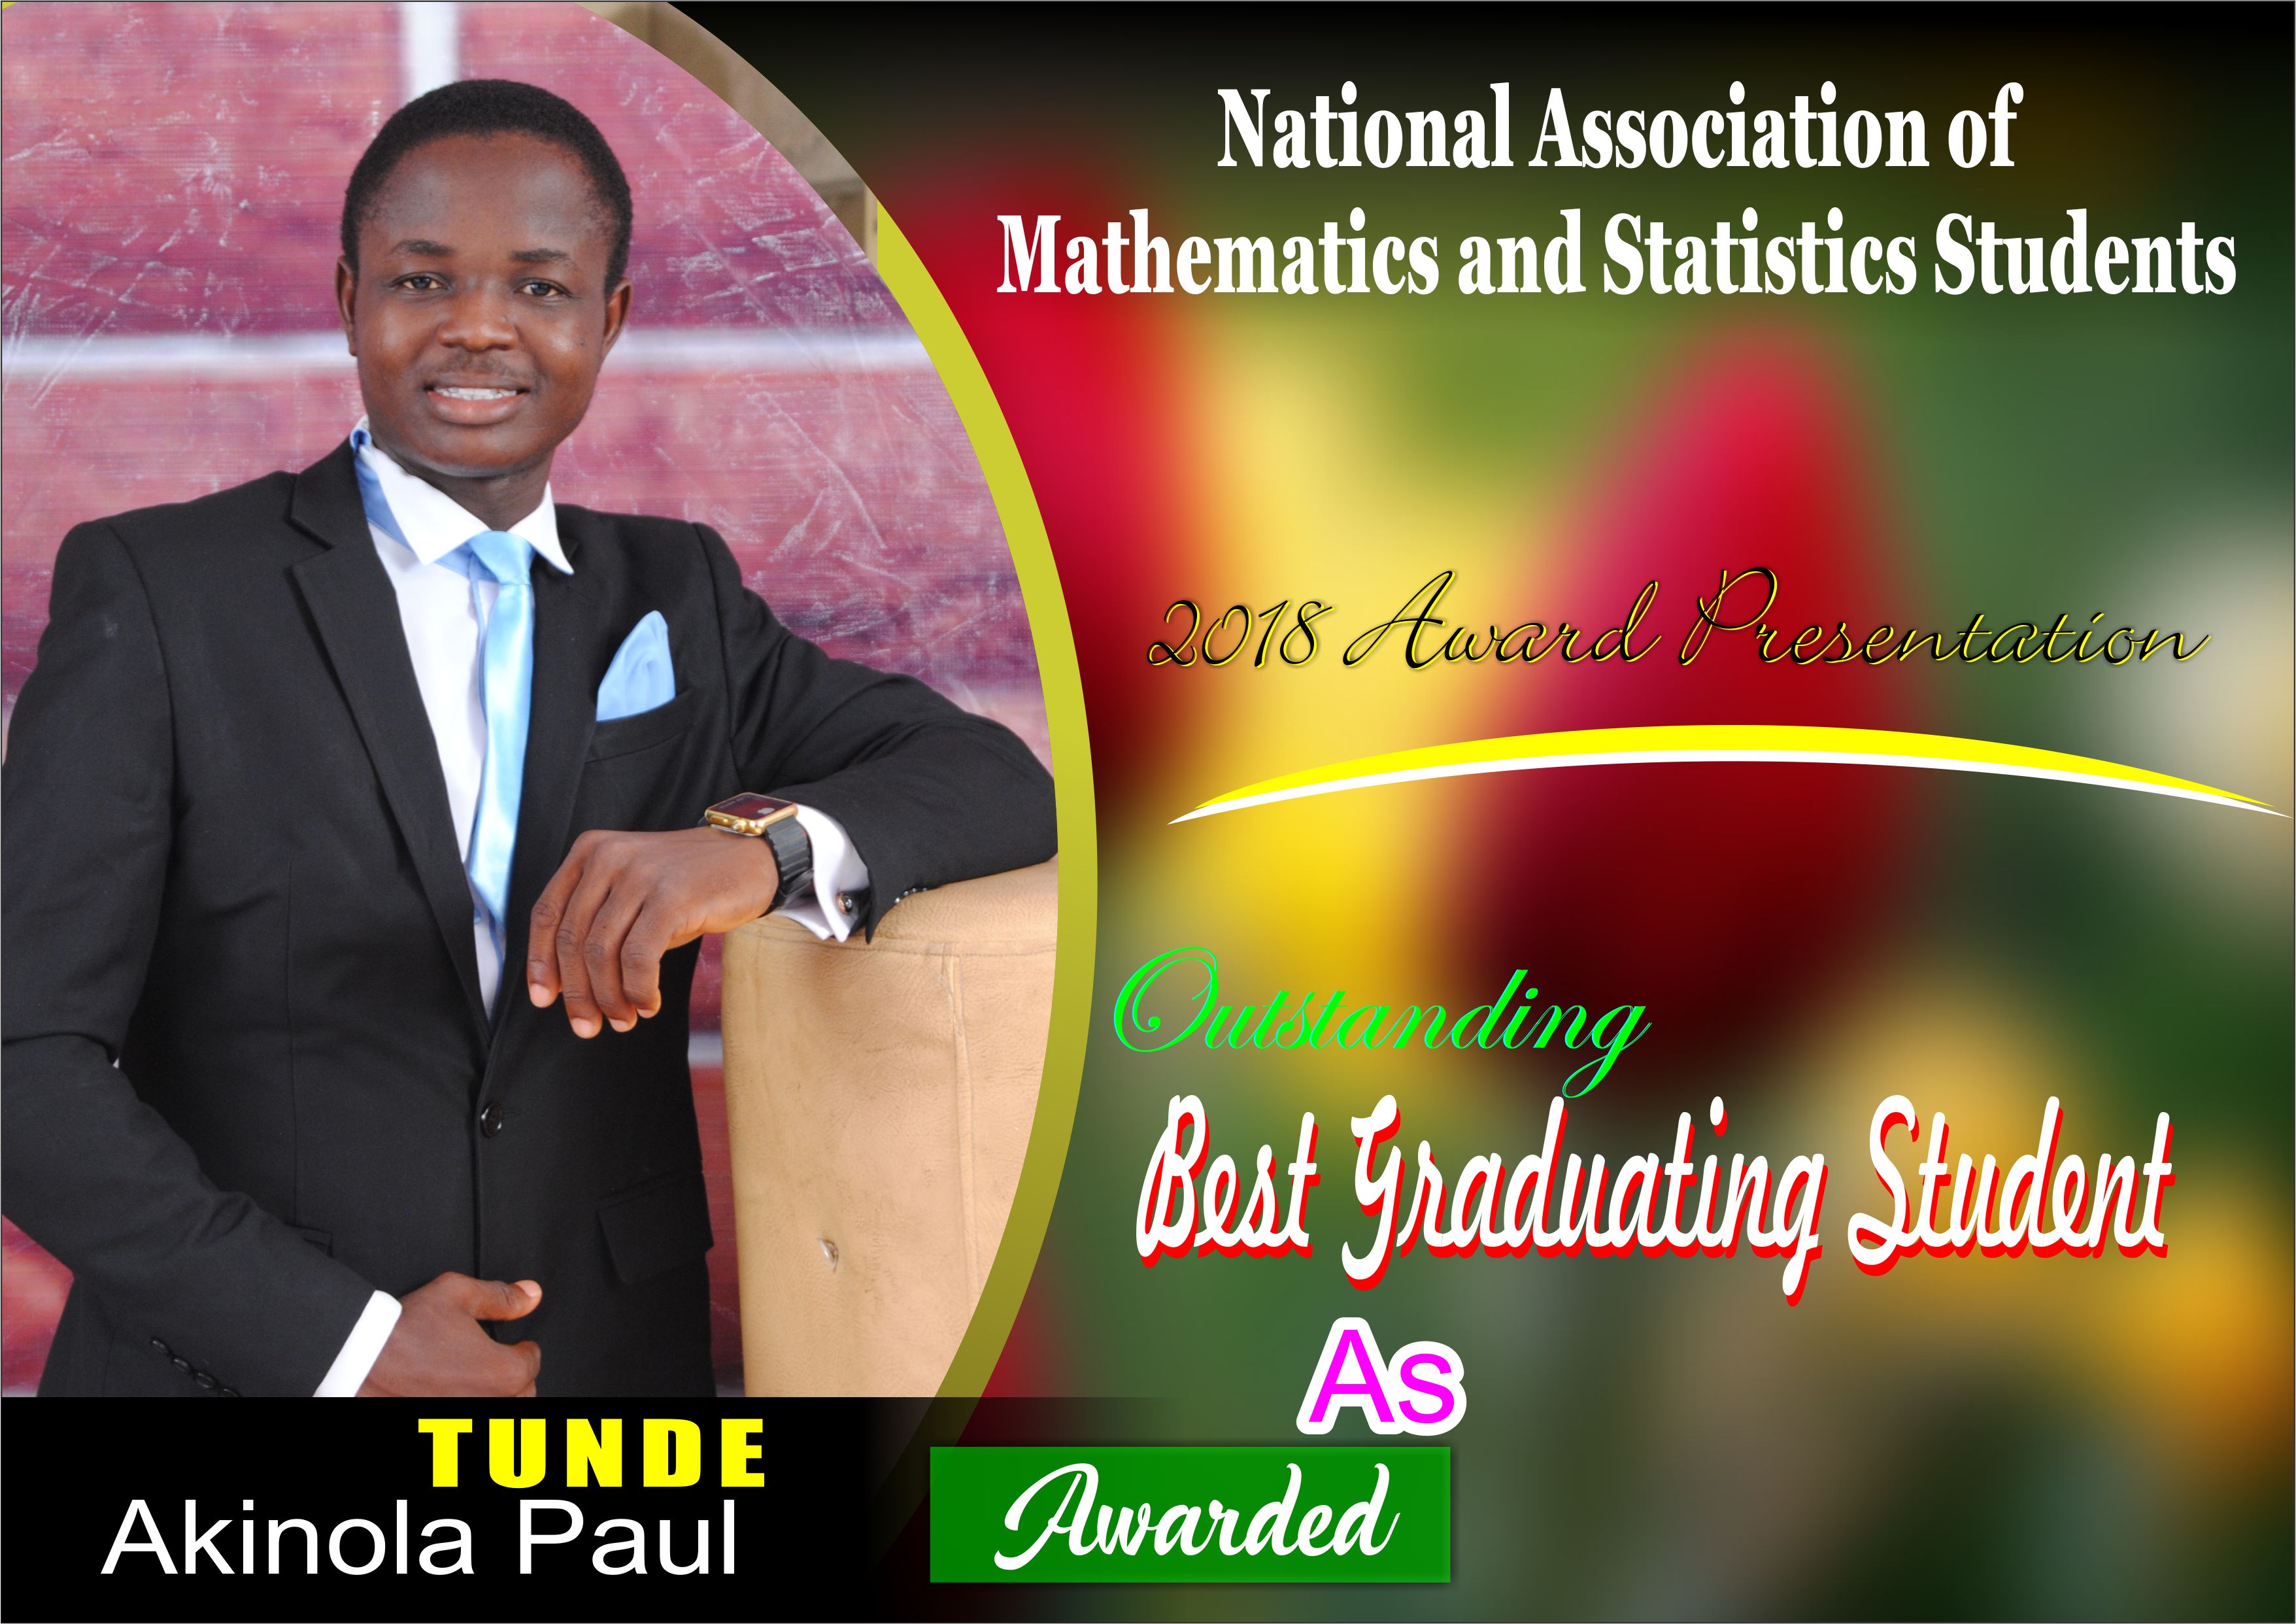 National Association of
Mathematics and Statistics Students
2018 Award Presentation
Outstanding
Best Graduating Student
As
Awarded
TUNDE
Akinola Paul